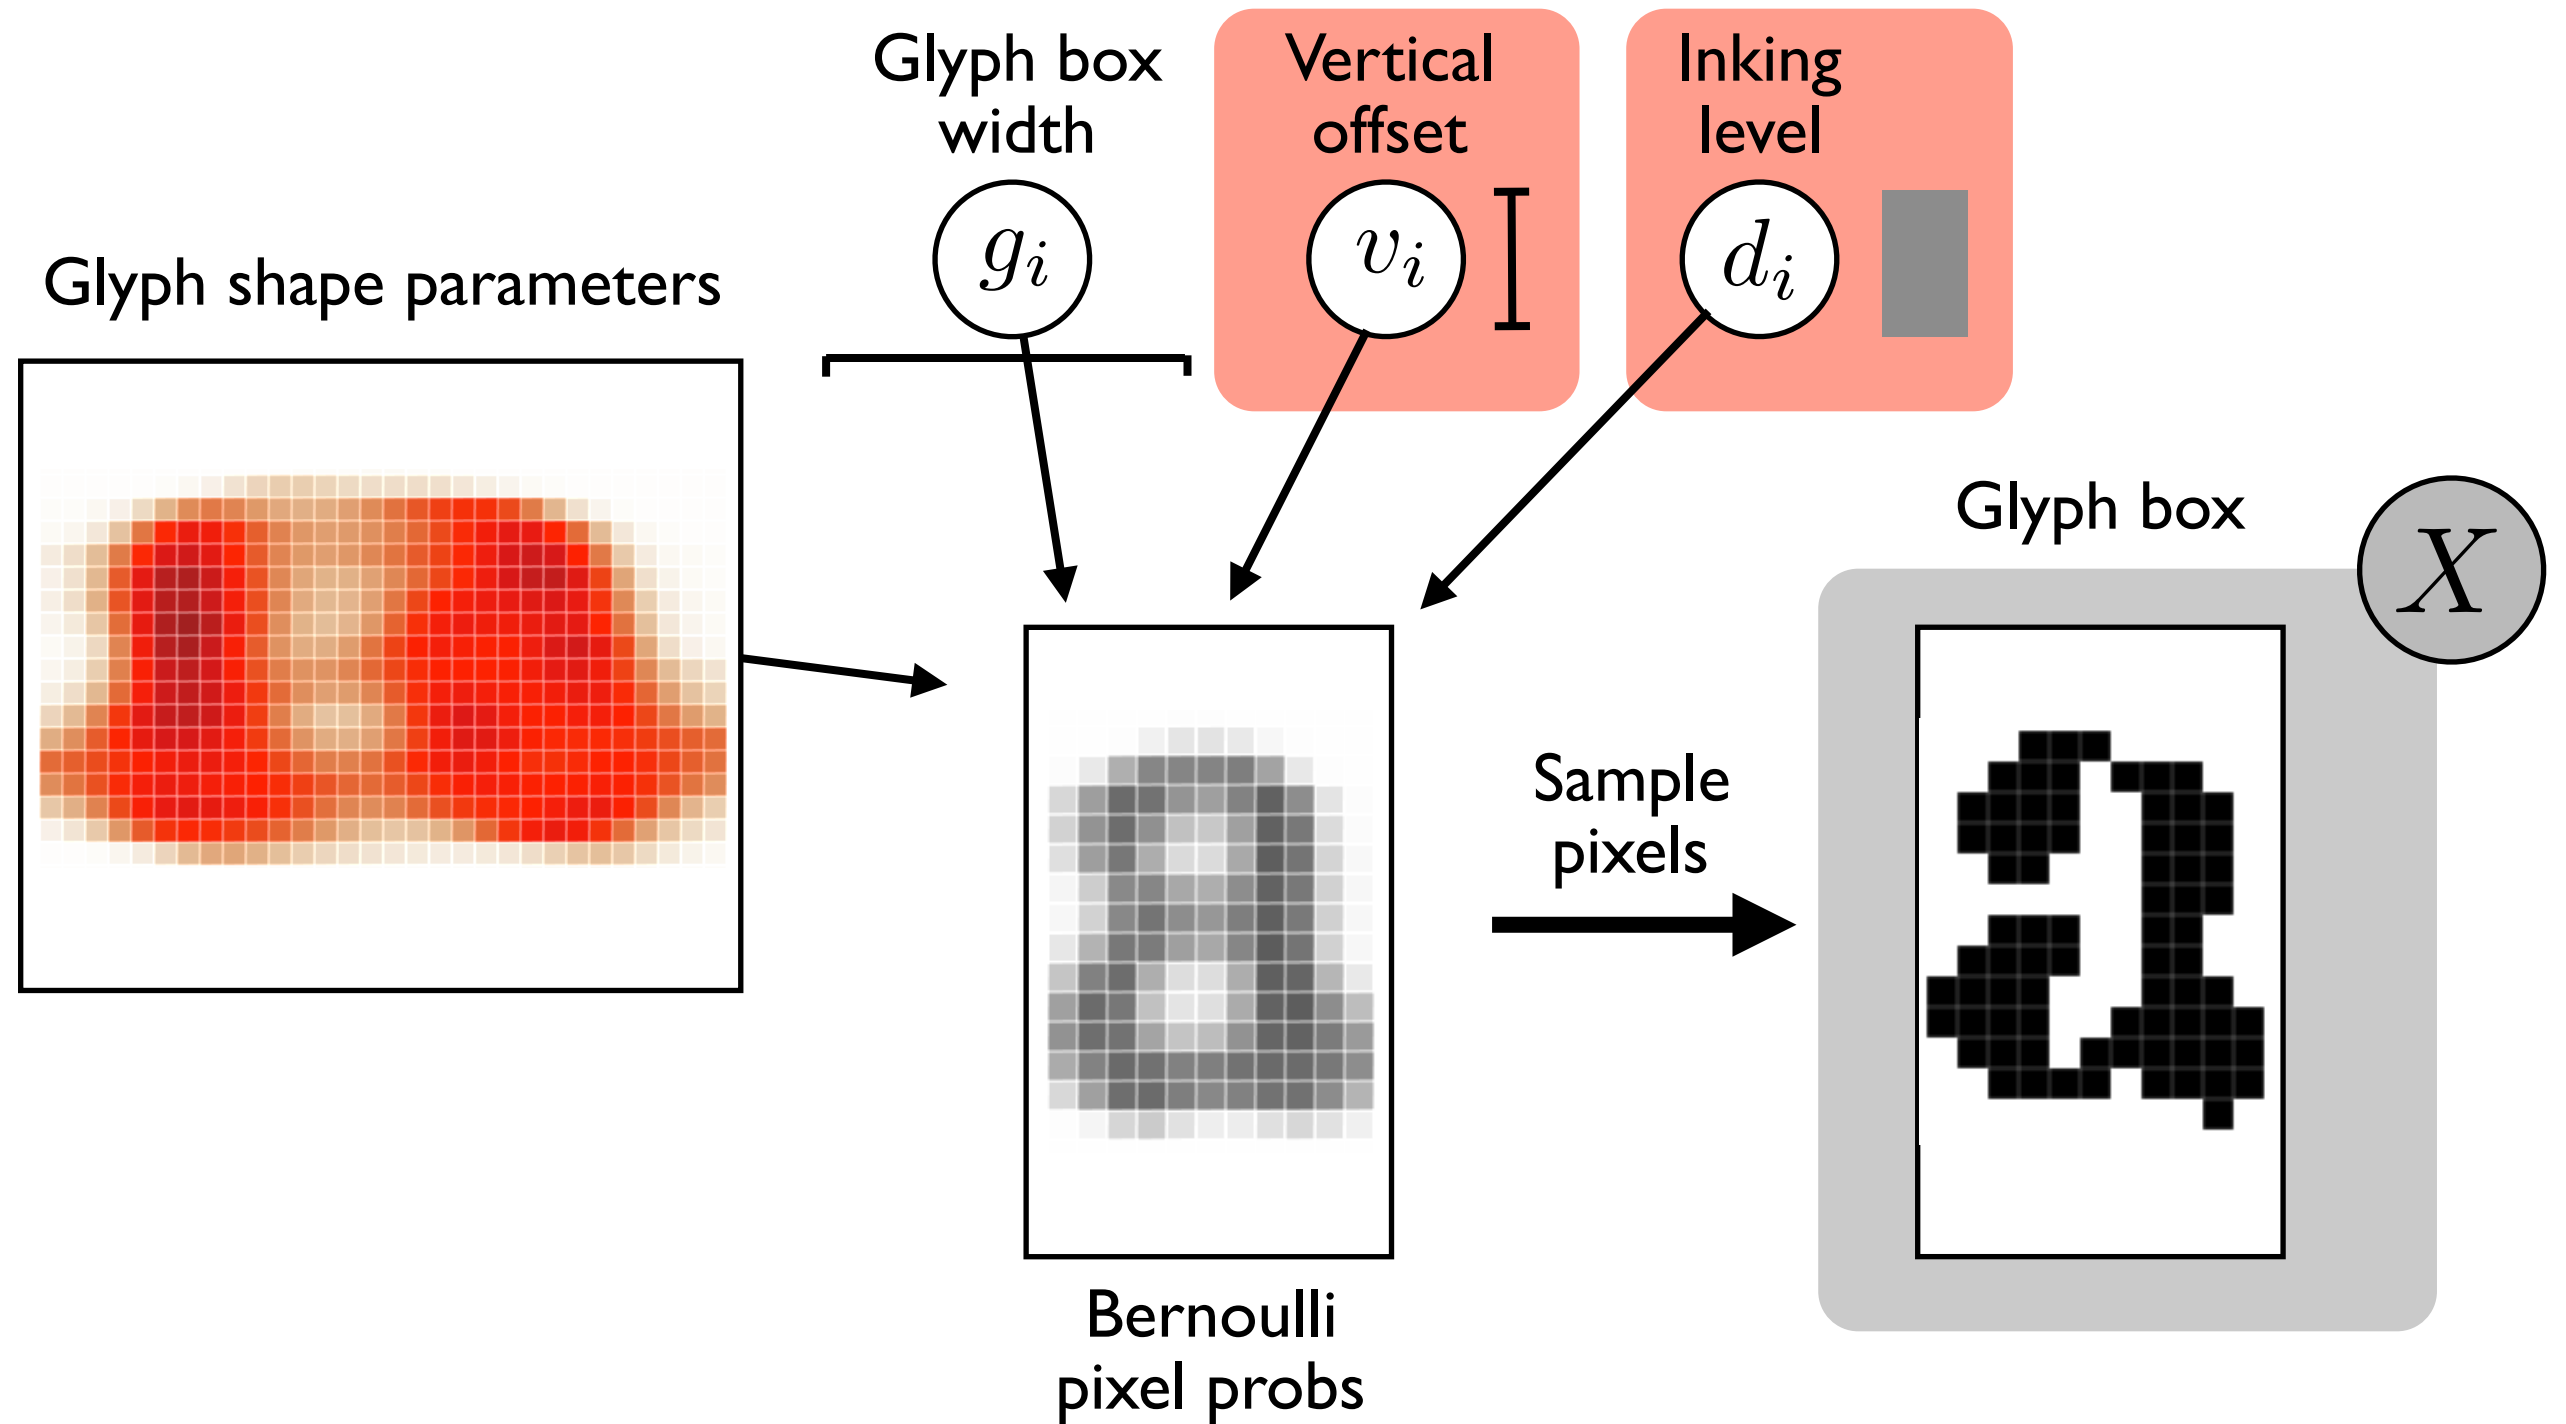 Glyph box
width
Vertical
offset
Inking
level
g_i
v_i
d_i
Glyph shape parameters
Glyph box
X
Sample
pixels
a
Bernoulli
pixel probs